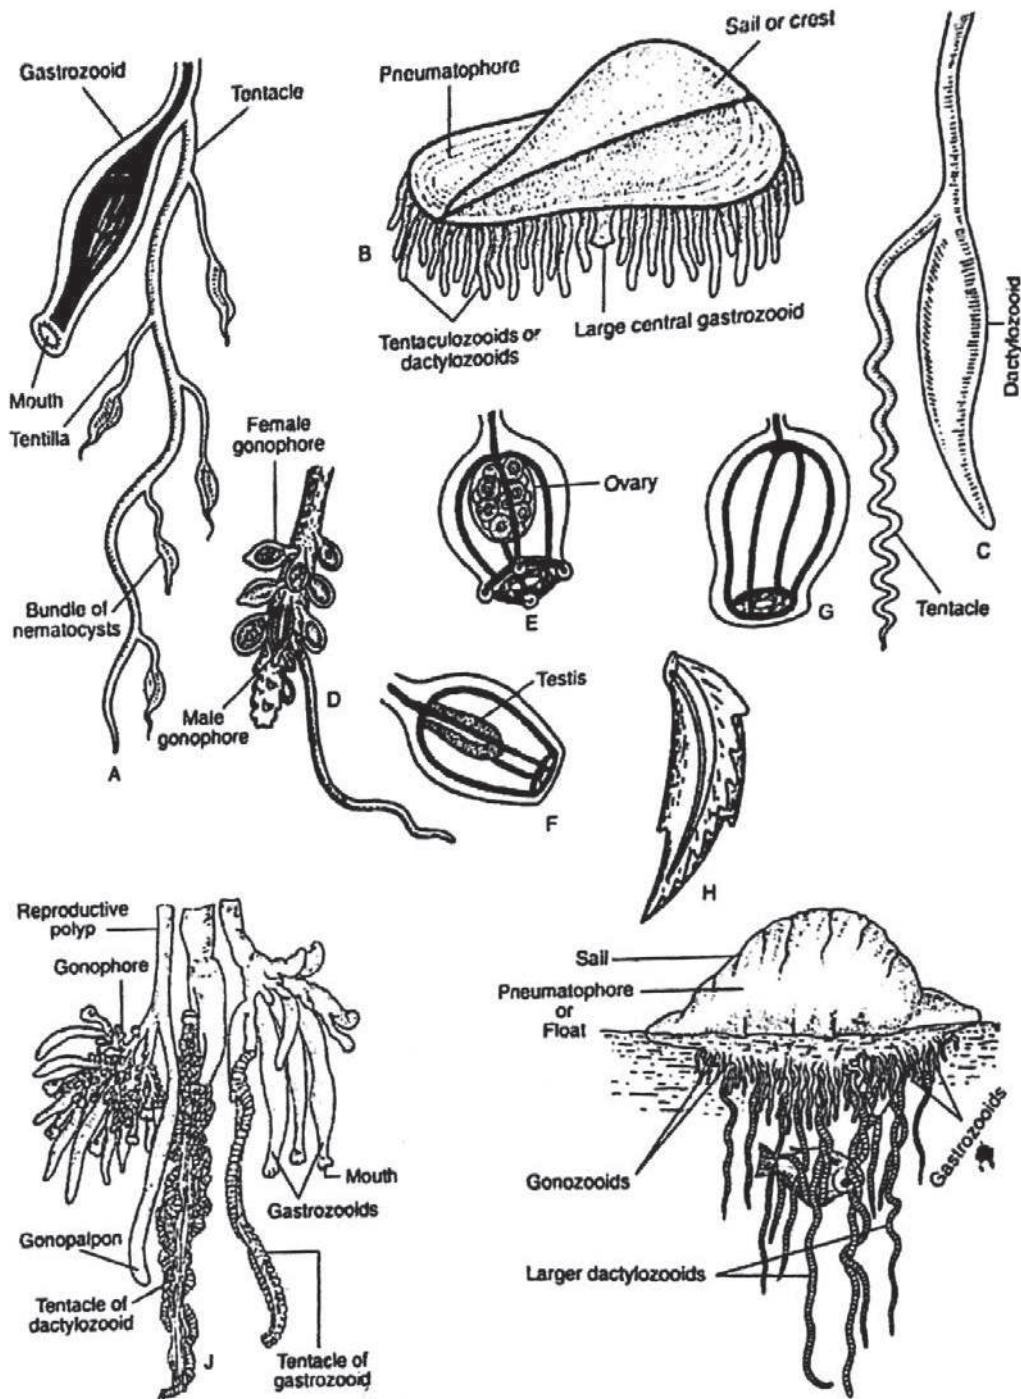 Gastrozooid
Tentacle
Mouth
Tentilla
Bundle of
nematocysts
A
Sail or crest
Pneumatophore
B
Tentaculozooids or
dactylozooids
Large central gastrozooid
Dactylozooid
C
Tentacle
Female
gonophore
Male
gonophore
D
Ovary
E
G
Testis
F
H
Reproductive
polyp
Gonophore
Gonopalpon
Tentacle of
dactylozooid
J
Mouth
Gastrozooids
Tentacle of
gastrozooid
Sail
Pneumatophore
or
Float
Gonozooids
Gastrozooids
Larger dactylozooids